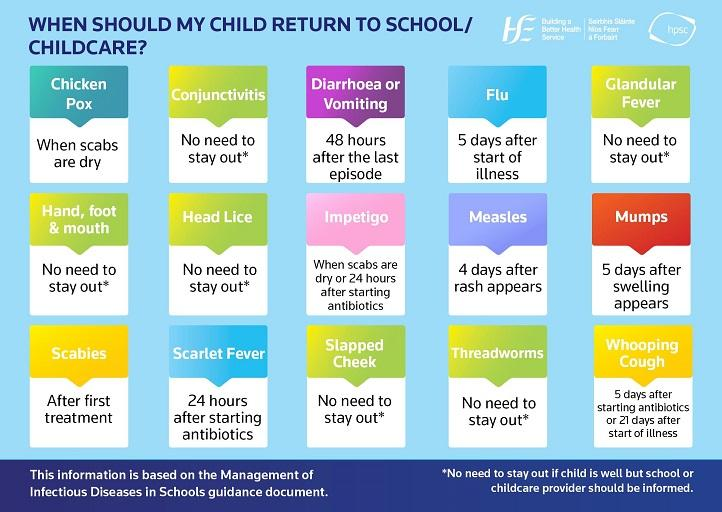 WHEN SHOULD MY CHILD RETURN TO SCHOOL/
CHILDCARE?
HSE
Building a
Better Health
Service
Seirbhís Sláinte
Níos Fearr
á Forbairt
hpsc
Chicken
Pox
When scabs
are dry
Conjunctivitis
No need to
stay out*
Diarrhoea or
Vomiting
48 hours
after the last
episode
Flu
5 days after
start of
illness
Glandular
Fever
No need to
stay out*
Hand, foot
& mouth
No need to
stay out*
Head Lice
No need to
stay out*
Impetigo
When scabs are
dry or 24 hours
after starting
antibiotics
Measles
4 days after
rash appears
Mumps
5 days after
swelling
appears
Scabies
After first
treatment
Scarlet Fever
24 hours
after starting
antibiotics
Slapped
Cheek
No need to
stay out*
Threadworms
No need to
stay out*
Whooping
Cough
5 days after
starting antibiotics
or 21 days after
start of illness
This information is based on the Management of
Infectious Diseases in Schools guidance document.
*No need to stay out if child is well but school or
childcare provider should be informed.